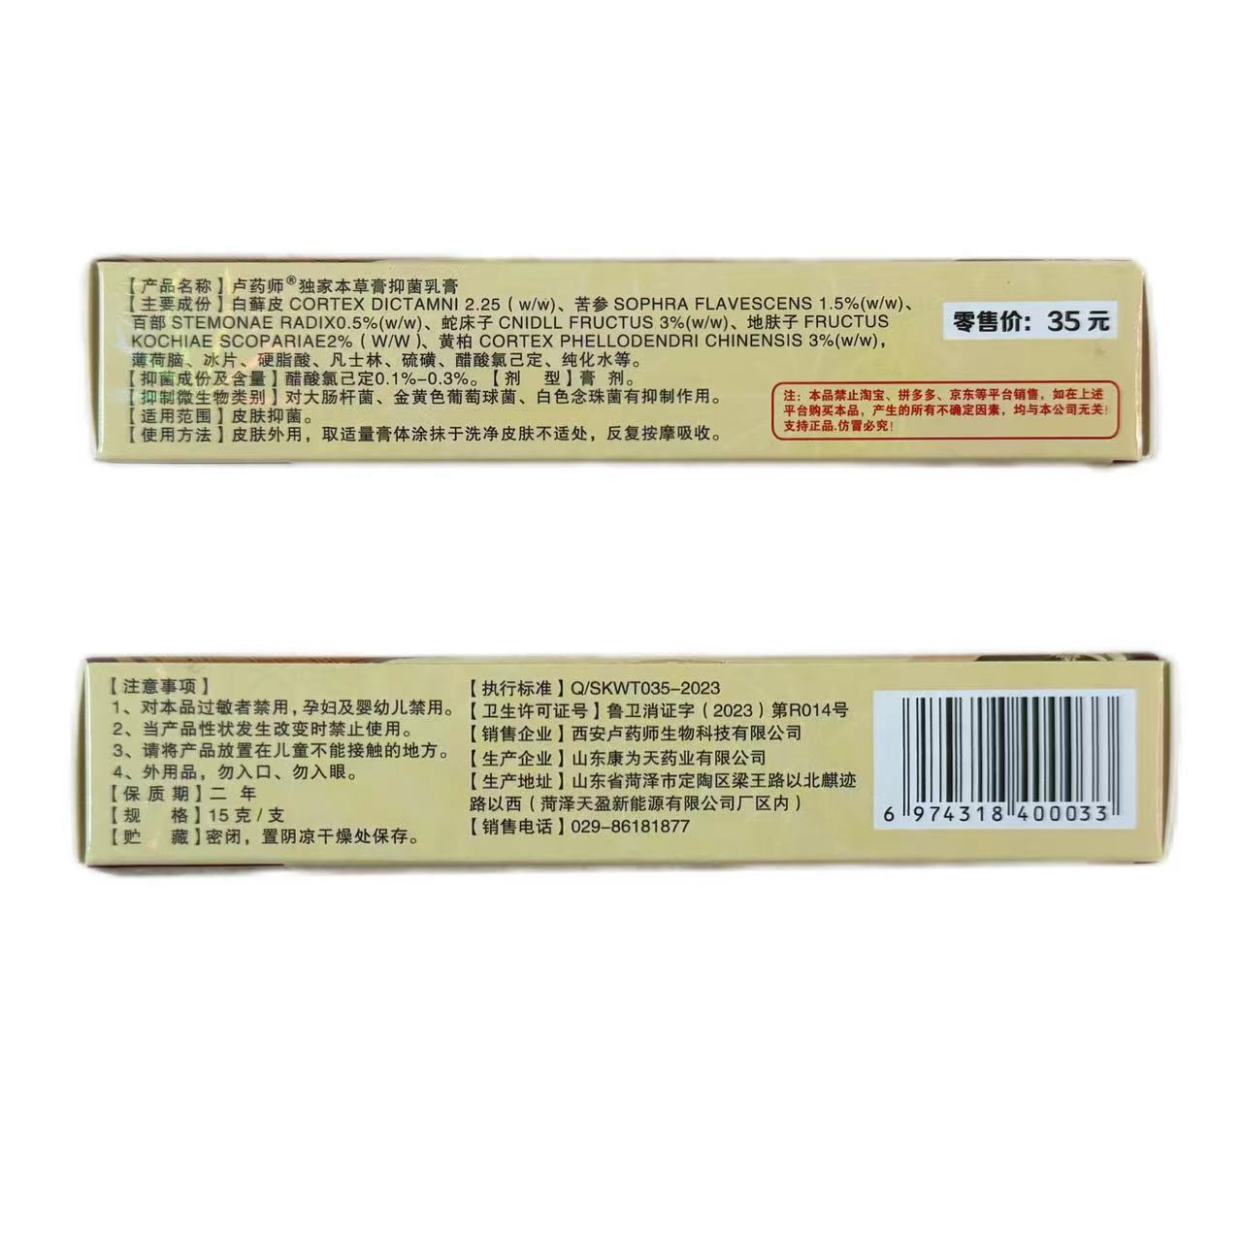 【产品名称】卢药师®独家本草膏抑菌乳膏
【主要成份】白藓皮 CORTEX DICTAMNI 2.25（w/w）、苦参 SOPHRA FLAVESCENS 1.5%(w/w)、
百部 STEMONAE RADIX0.5%(w/w)、蛇床子 CNIDLL FRUCTUS 3%(w/w)、地肤子 FRUCTUS
KOCHIAE SCOPARIAE2%（W/W）、黄柏 CORTEX PHELLODENDRI CHINENSIS 3%(w/w)，
薄荷脑、冰片、硬脂酸、凡士林、硫磺、醋酸氯己定、纯化水等。
【抑菌成份及含量】醋酸氯己定0.1%-0.3%。【剂 型】膏 剂。
【抑制微生物类别】对大肠杆菌、金黄色葡萄球菌、白色念珠菌有抑制作用。
【适用范围】皮肤抑菌。
【使用方法】皮肤外用，取适量膏体涂抹于洗净皮肤不适处，反复按摩吸收。
零售价：35 元
注：本品禁止淘宝、拼多多、京东等平台销售，如在上述
平台购买本品，产生的所有不确定因素，均与本公司无关!
支持正品.仿冒必究!
【注意事项】
1、对本品过敏者禁用，孕妇及婴幼儿禁用。
2、当产品性状发生改变时禁止使用。
3、请将产品放置在儿童不能接触的地方。
4、外用品，勿入口、勿入眼。
【保质期】二 年
【规 格】15克/支
【贮 藏】密闭，置阴凉干燥处保存。
【执行标准】Q/SKWT035-2023
【卫生许可证号】鲁卫消证字（2023）第R014号
【销售企业】西安卢药师生物科技有限公司
【生产企业】山东康为天药业有限公司
【生产地址】山东省菏泽市定陶区梁王路以北麒迹
路以西（菏泽天盈新能源有限公司厂区内）
【销售电话】029-86181877
6 974318 400033